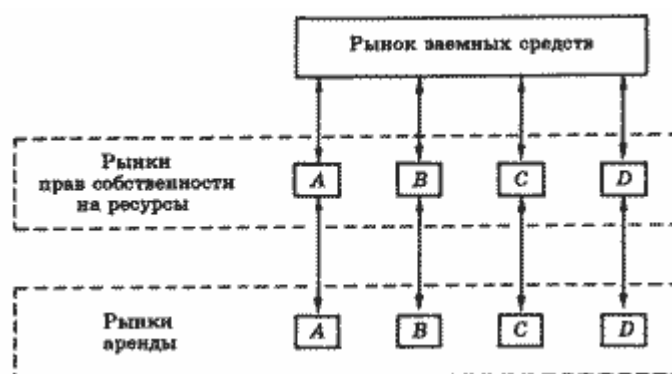 Рынок заемных средств
Рынки
прав собственности
на ресурсы
A B C D
Рынки
аренды
A B C D